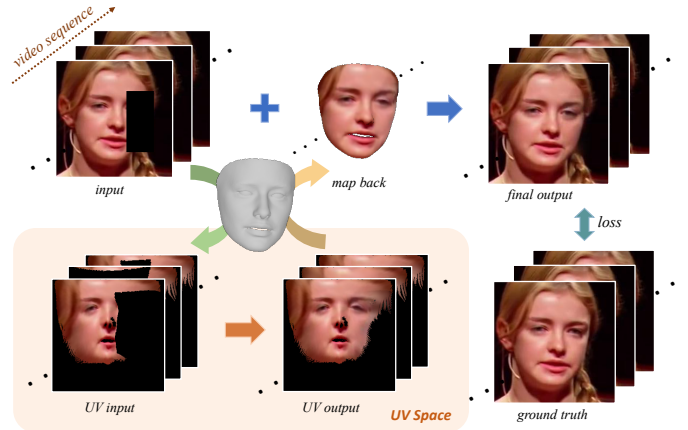 video sequence
input
map back
final output
loss
UV input
UV output
UV Space
ground truth